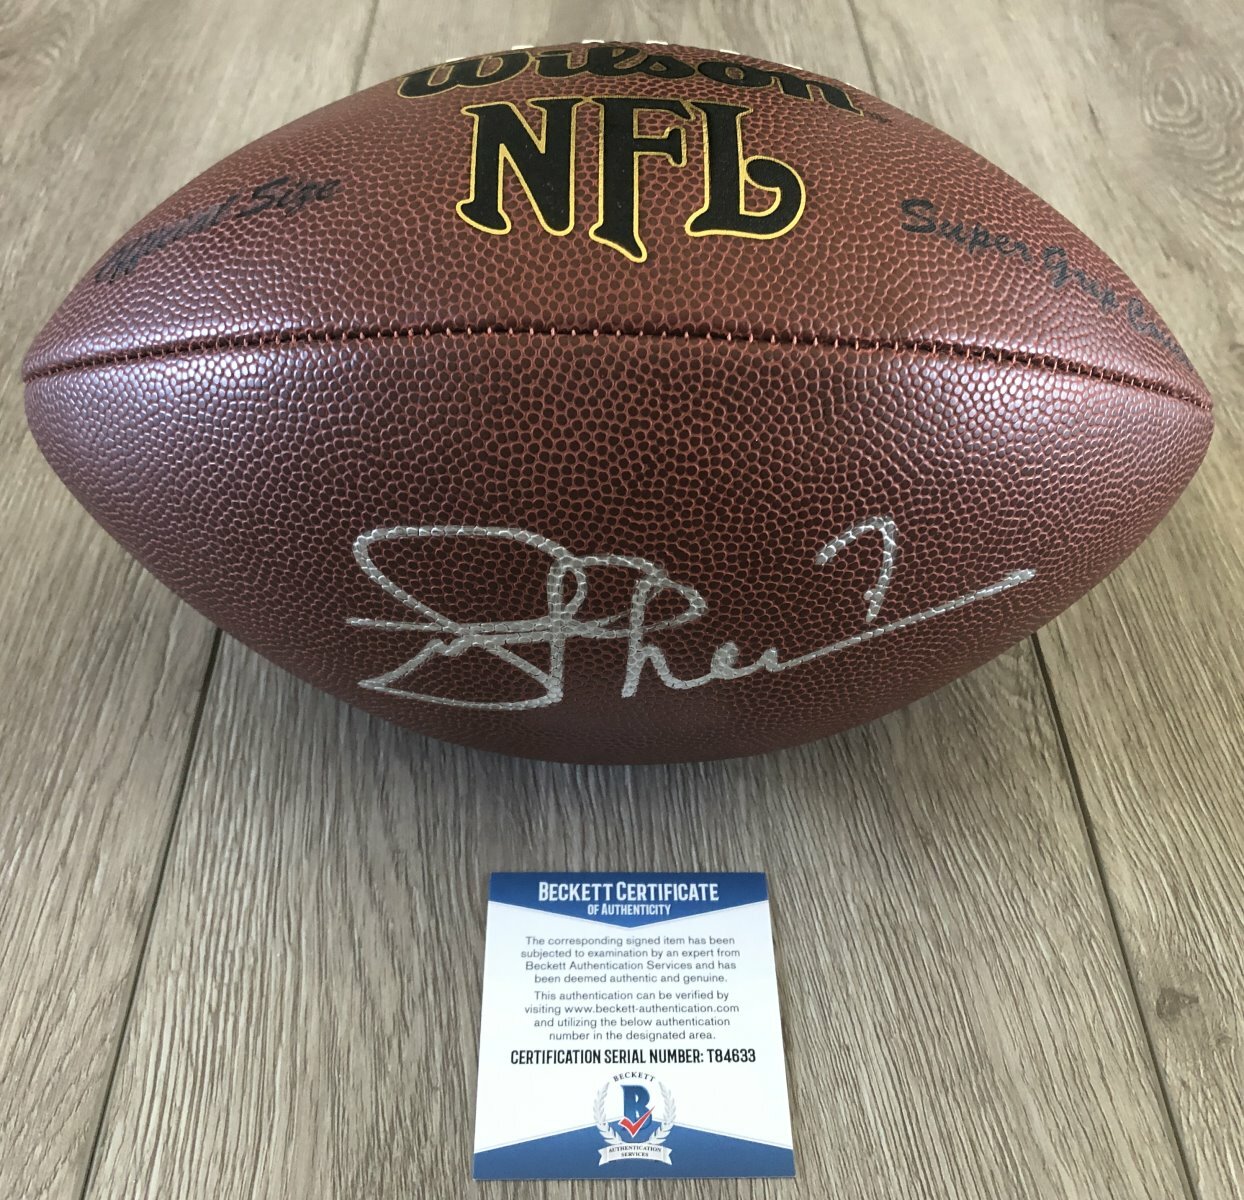 Wilson
NFL
Official Size
Super Grip Cover
BECKETT CERTIFICATE
OF AUTHENTICITY
The corresponding signed item has been
subjected to examination by an expert from
Beckett Authentication Services and has
been deemed authentic and genuine.
This authentication can be verified by
visiting www.beckett-authentication.com
and utilizing the below authentication
number in the designated area.
CERTIFICATION SERIAL NUMBER: T84633
BECKETT
B
AUTHENTICATION
SERVICES